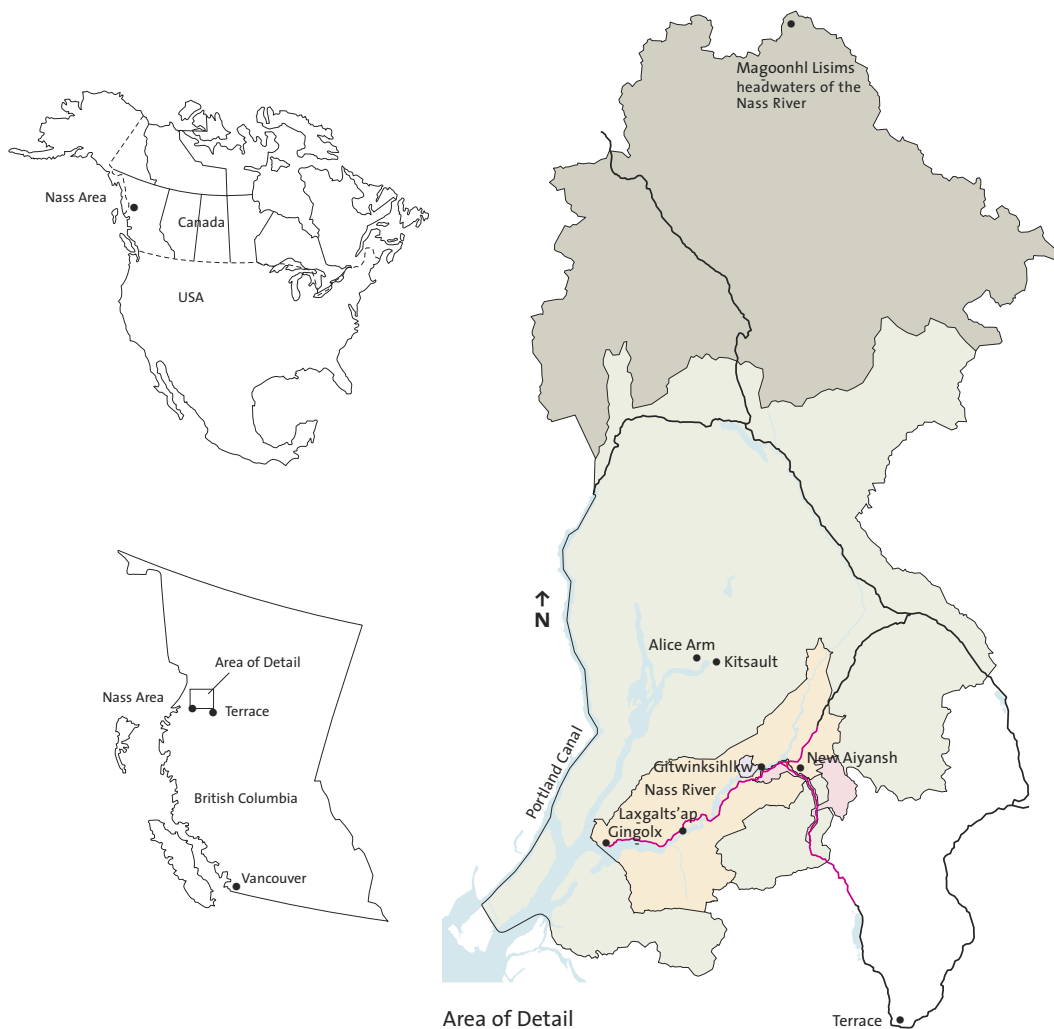 Nass Area
Canada
USA
Area of Detail
Nass Area
Terrace
British Columbia
Vancouver
Magoonhl Lisims
headwaters of the
Nass River
↑
N
Alice Arm
Kitsault
Portland Canal
Gitwinksihlkw
New Aiyansh
Nass River
Laxgalts'ap
Gingolx
Terrace
Area of Detail